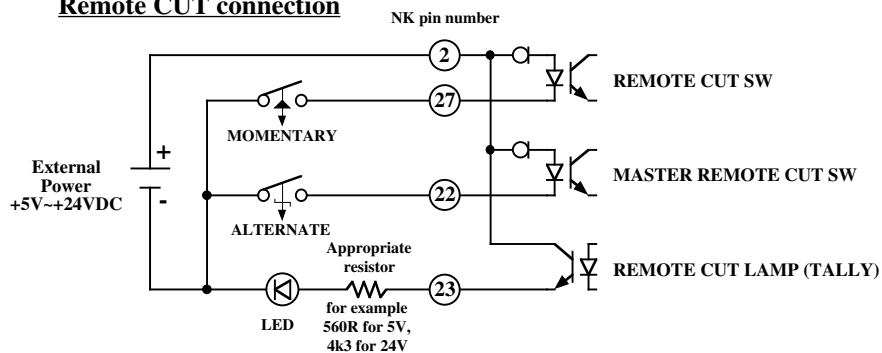 Remote CUT connection
NK pin number
2
REMOTE CUT SW
27
MOMENTARY
+
External
Power
+5V~+24VDC
-
MASTER REMOTE CUT SW
22
ALTERNATE
Appropriate
resistor
REMOTE CUT LAMP (TALLY)
23
LED
for example
560R for 5V,
4k3 for 24V